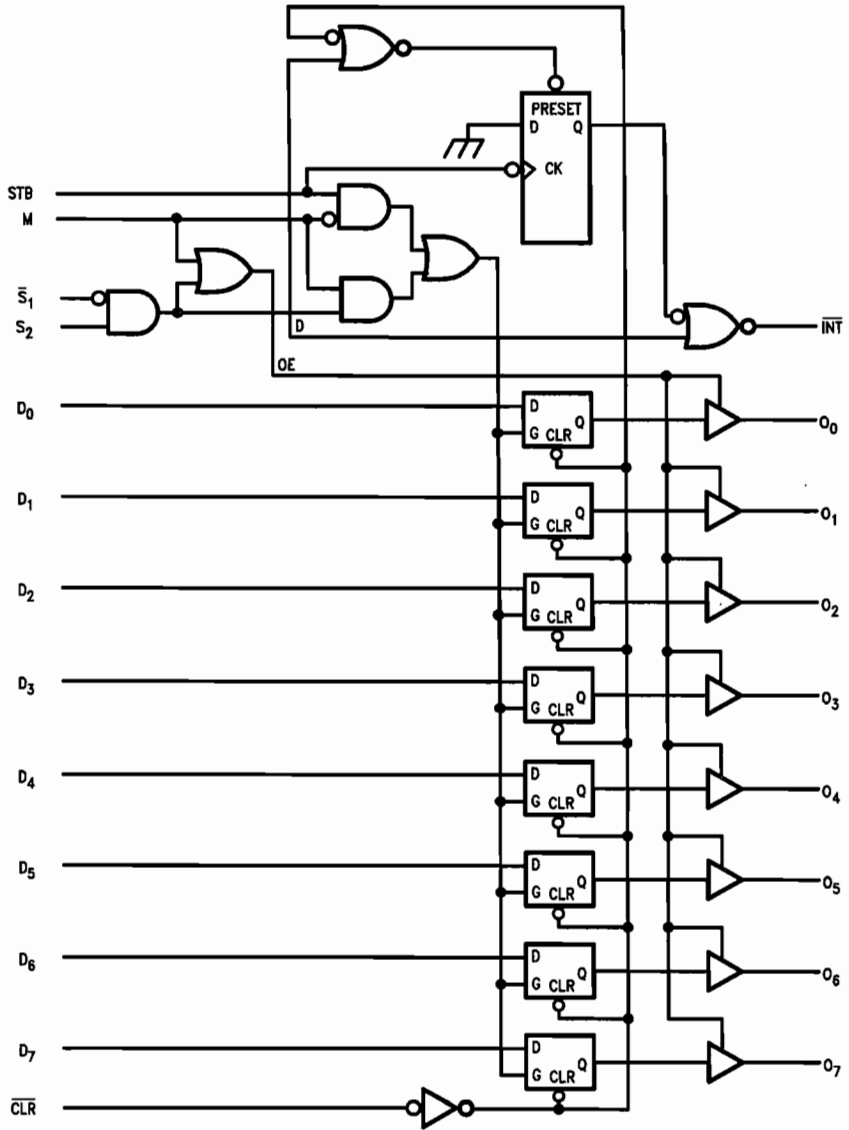 PRESET
D Q
CK
STB
M
S̅₁
S₂
D
INT̅
OE
D₀
D Q
G CLR
O₀
D₁
D Q
G CLR
O₁
D₂
D Q
G CLR
O₂
D₃
D Q
G CLR
O₃
D₄
D Q
G CLR
O₄
D₅
D Q
G CLR
O₅
D₆
D Q
G CLR
O₆
D₇
D Q
G CLR
O₇
C̅L̅R̅